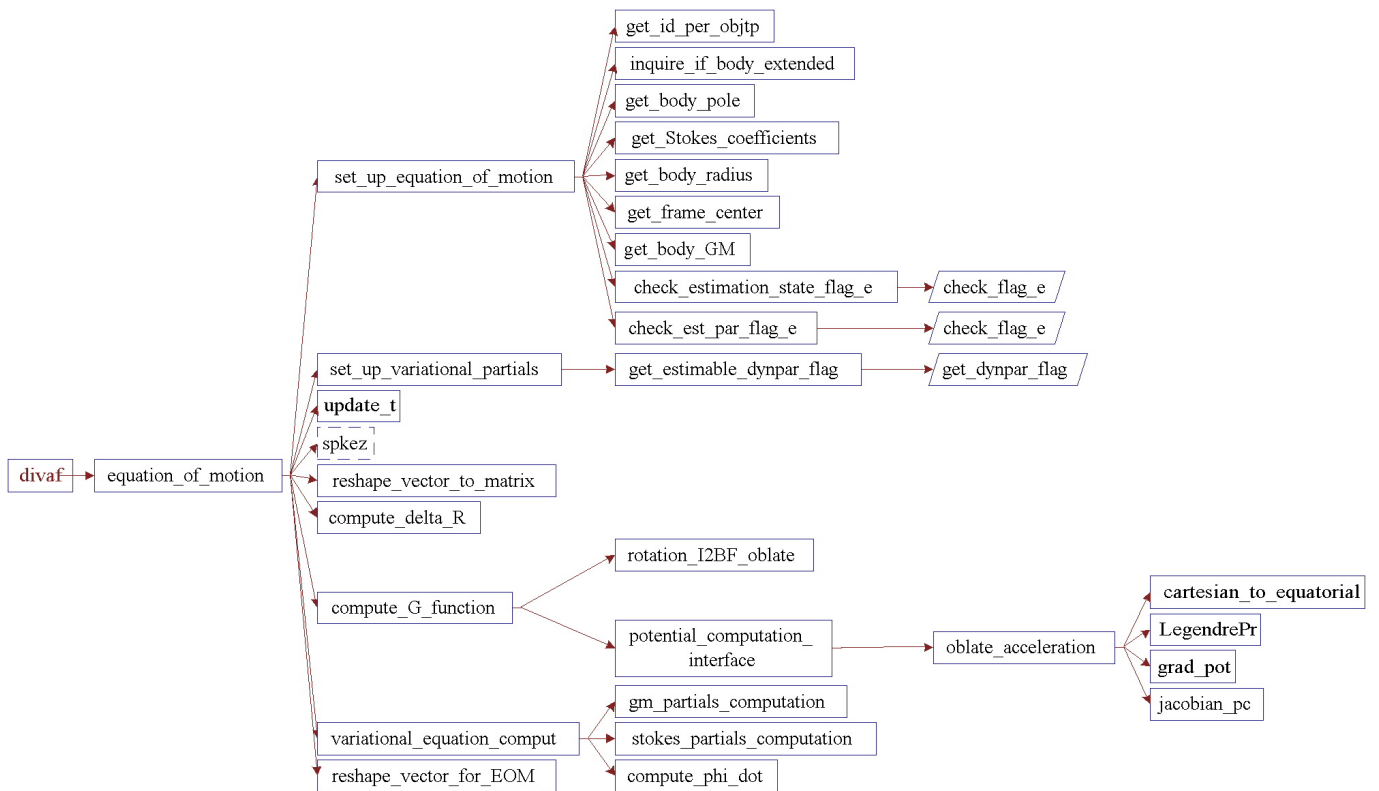 get_id_per_objtp
inquire_if_body_extended
get_body_pole
get_Stokes_coefficients
set_up_equation_of_motion
get_body_radius
get_frame_center
get_body_GM
check_estimation_state_flag_e
check_flag_e
check_est_par_flag_e
check_flag_e
set_up_variational_partials
get_estimable_dynpar_flag
get_dynpar_flag
update_t
spkez
divaf
equation_of_motion
reshape_vector_to_matrix
compute_delta_R
rotation_I2BF_oblate
compute_G_function
potential_computation_
interface
oblate_acceleration
cartesian_to_equatorial
LegendrePr
grad_pot
jacobian_pc
gm_partials_computation
variational_equation_comput
stokes_partials_computation
reshape_vector_for_EOM
compute_phi_dot